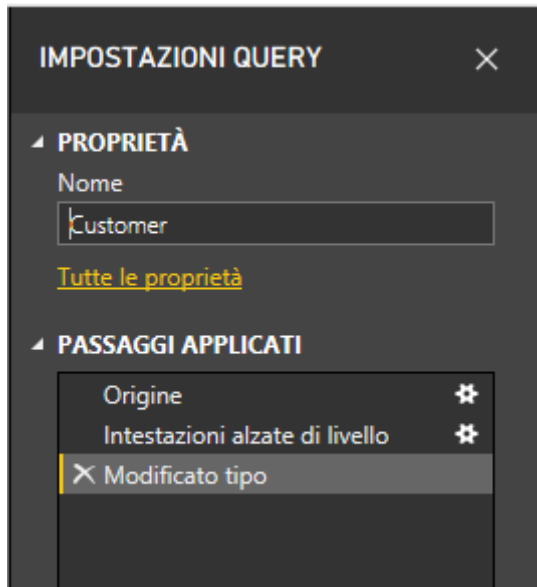 IMPOSTAZIONI QUERY
PROPRIETÀ
Nome
Customer
Tutte le proprietà
PASSAGGI APPLICATI
Origine
Intestazioni alzate di livello
Modificato tipo